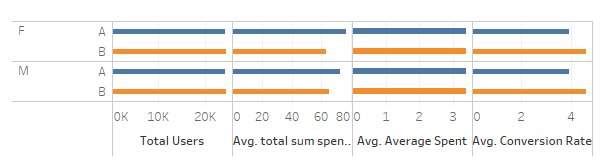 F A
B
M A
B
0K 10K 20K 0 20 40 60 80 0 1 2 3 0 2 4
Total Users Avg. total sum spen.. Avg. Average Spent Avg. Conversion Rate